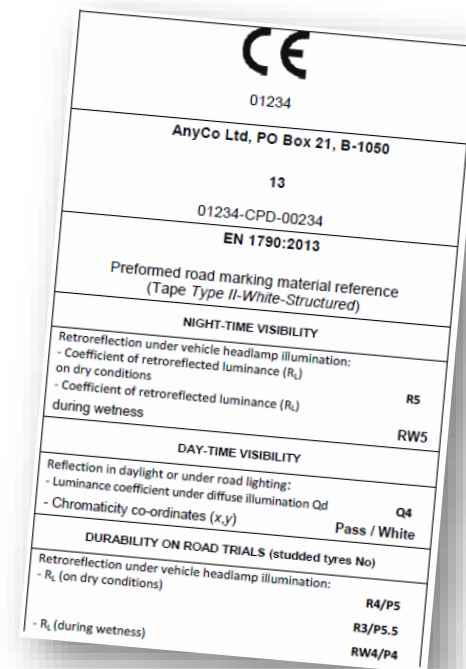 CE
01234
AnyCo Ltd, PO Box 21, B-1050
13
01234-CPD-00234
EN 1790:2013
Preformed road marking material reference
(Tape Type II-White-Structured)
NIGHT-TIME VISIBILITY
Retroreflection under vehicle headlamp illumination:
- Coefficient of retroreflected luminance (RL)
on dry conditions R5
- Coefficient of retroreflected luminance (RL)
during wetness RW5
DAY-TIME VISIBILITY
Reflection in daylight or under road lighting:
- Luminance coefficient under diffuse illumination Qd Q4
- Chromaticity co-ordinates (x,y) Pass / White
DURABILITY ON ROAD TRIALS (studded tyres No)
Retroreflection under vehicle headlamp illumination:
- RL (on dry conditions) R4/P5
R3/P5.5
- RL (during wetness) RW4/P4